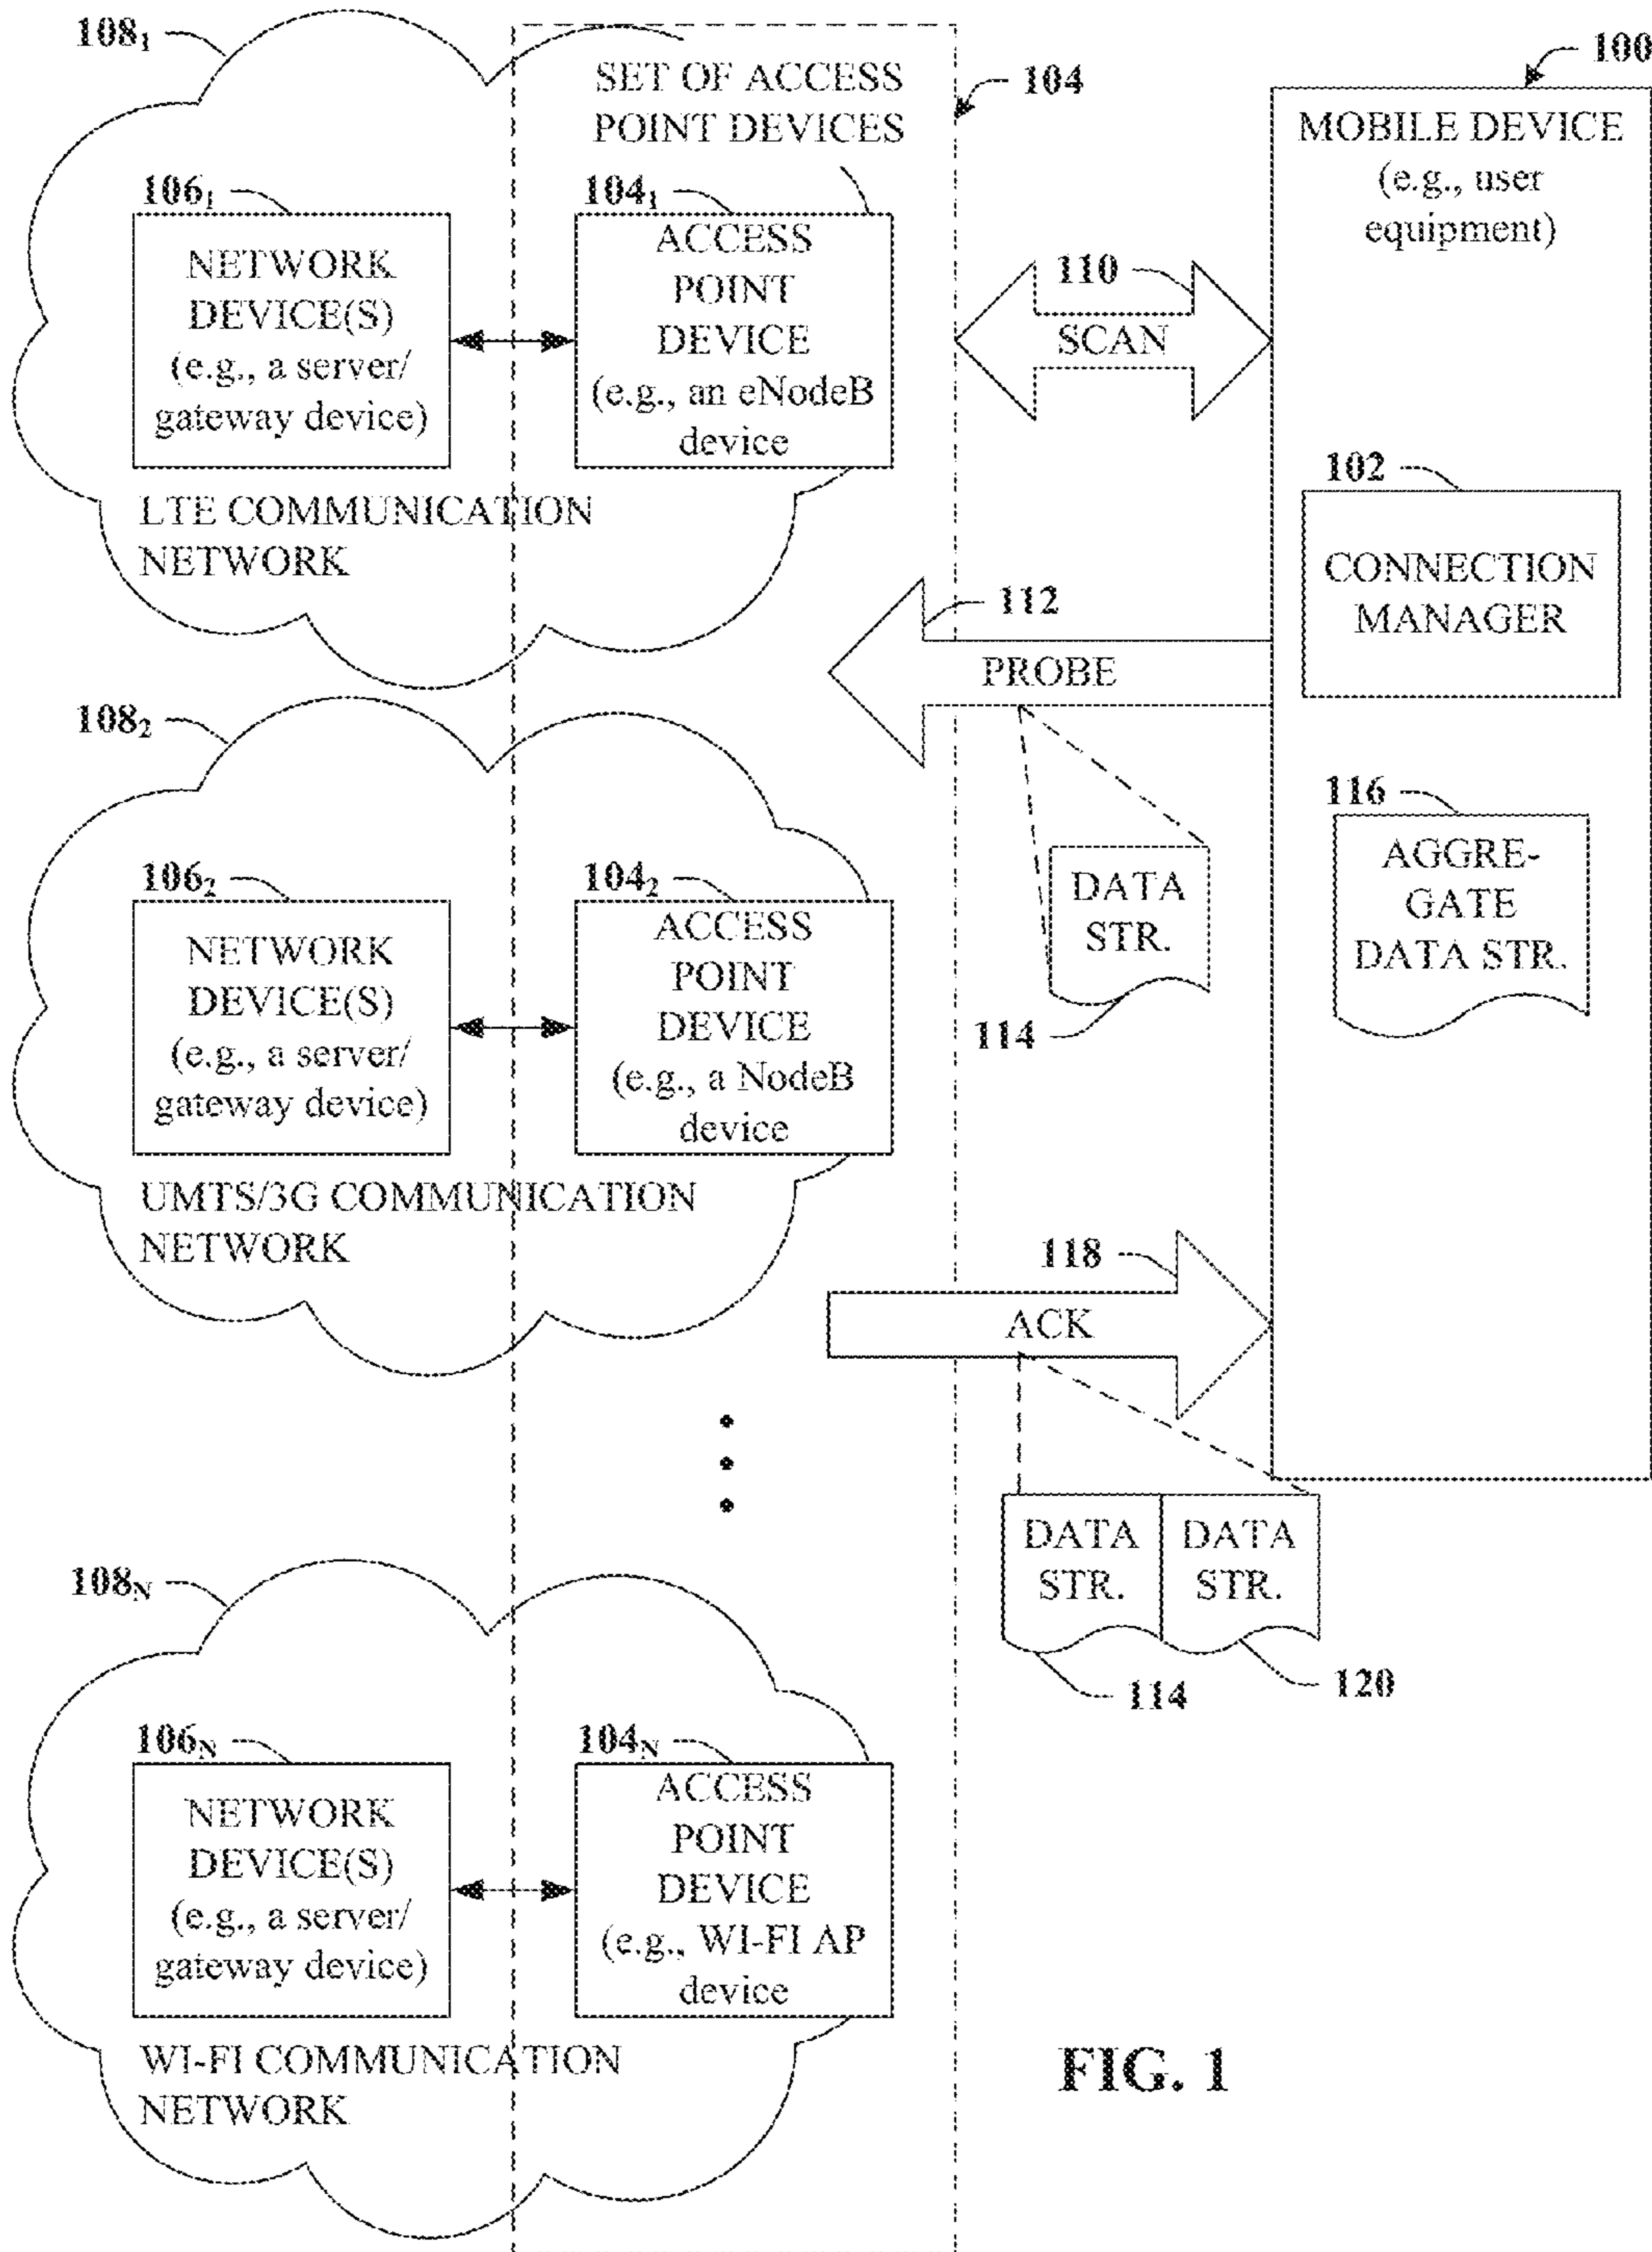 108₁
SET OF ACCESS
POINT DEVICES
104
106₁
NETWORK
DEVICE(S)
(e.g., a server/
gateway device)
104₁
ACCESS
POINT
DEVICE
(e.g., an eNodeB
device
LTE COMMUNICATION
NETWORK
100
MOBILE DEVICE
(e.g., user
equipment)
110
SCAN
102
CONNECTION
MANAGER
112
PROBE
108₂
106₂
NETWORK
DEVICE(S)
(e.g., a server/
gateway device)
104₂
ACCESS
POINT
DEVICE
(e.g., a NodeB
device
UMTS/3G COMMUNICATION
NETWORK
DATA
STR.
114
116
AGGRE-
GATE
DATA STR.
118
ACK
DATA
STR.
DATA
STR.
114
120
108N
106N
NETWORK
DEVICE(S)
(e.g., a server/
gateway device)
104N
ACCESS
POINT
DEVICE
(e.g., WI-FI AP
device
WI-FI COMMUNICATION
NETWORK
FIG. 1